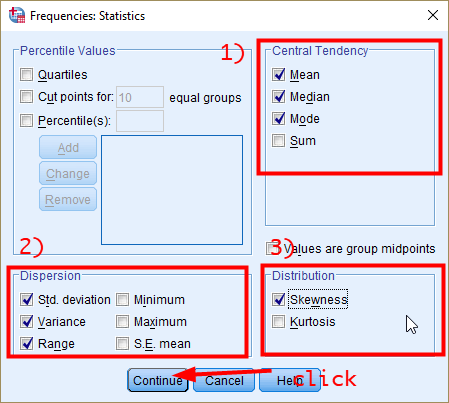 Frequencies: Statistics
Percentile Values
Quartiles
Cut points for: 10 equal groups
Percentile(s):
Add
Change
Remove
1)
Central Tendency
Mean
Median
Mode
Sum
Values are group midpoints
2)
Dispersion
Std. deviation
Minimum
Variance
Maximum
Range
S.E. mean
3)
Distribution
Skewness
Kurtosis
Continue
Cancel
Help
click